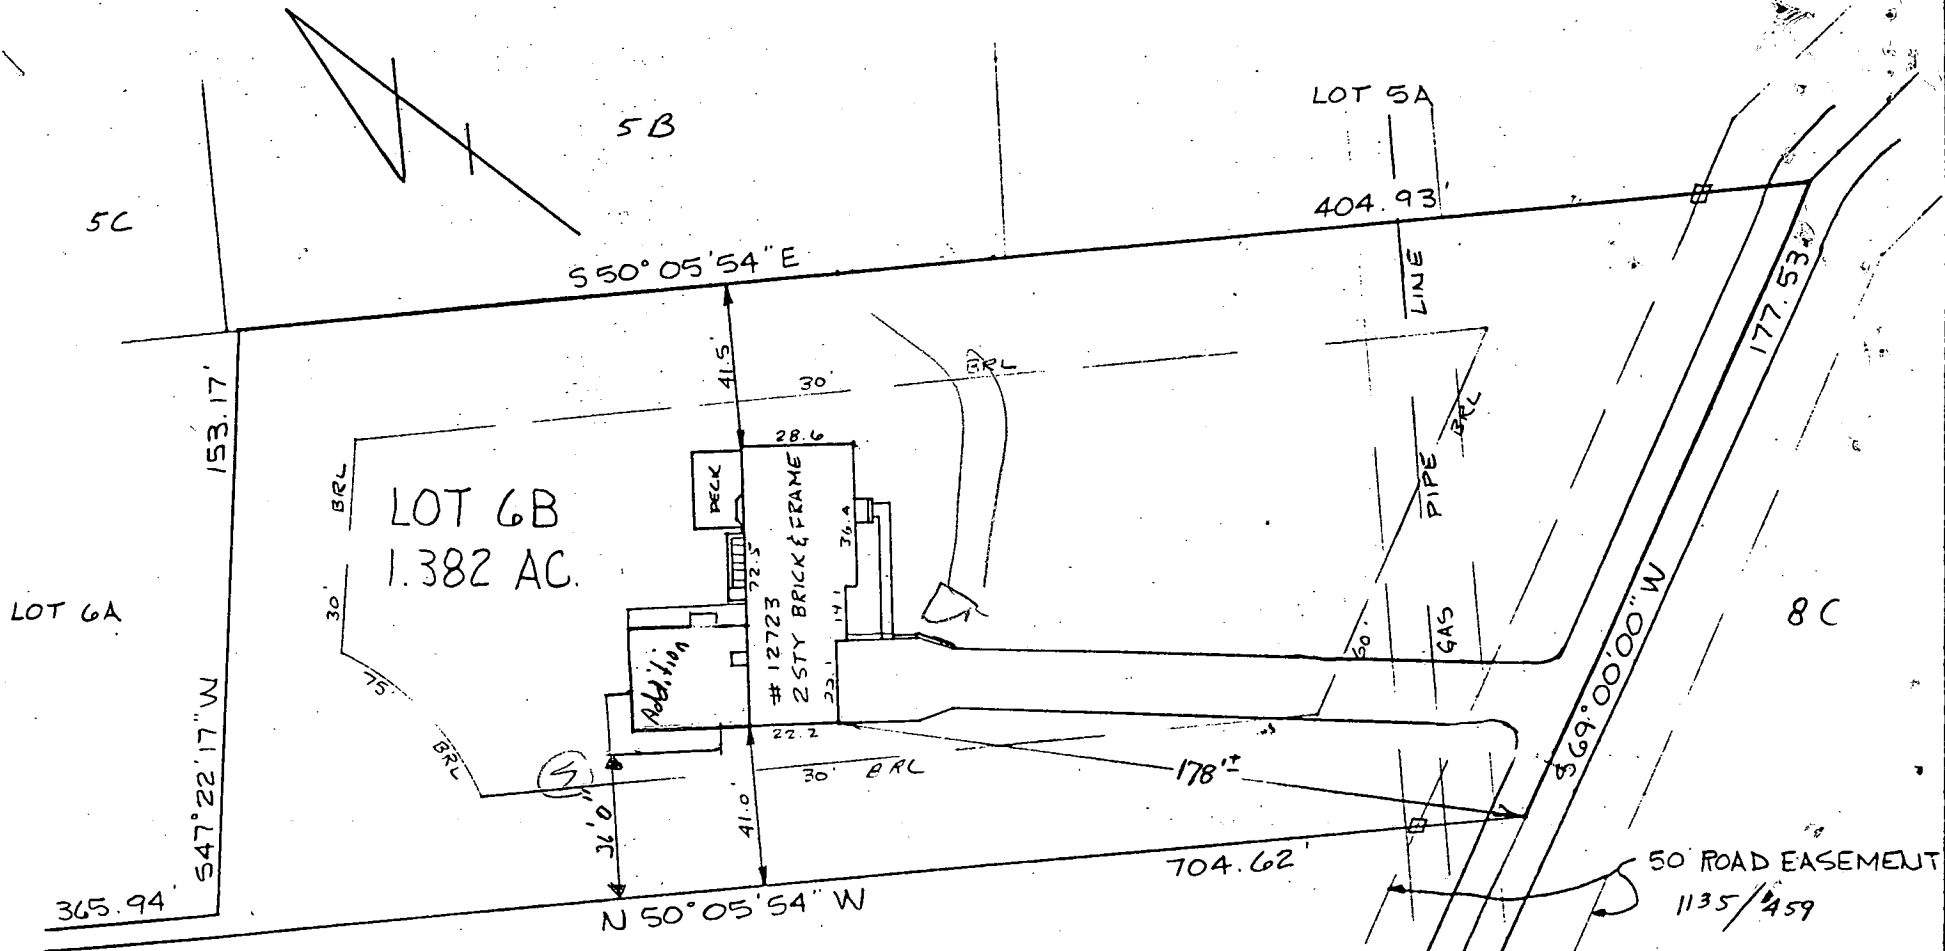 LOT 5A
5B
5C
404.93'
S 50° 05' 54" E
LINE
177.53'
41.5'
30'
BRL
153.17'
28.6
BRL
BRL
DECK
PIPE
LOT 6B
1.382 AC.
36.4
72.5
# 12723
2 STY BRICK & FRAME
LOT 6A
30'
14.1
8 C
GAS
60'
Addition
22.1
75'
S 69° 00' 00" W
BRL
22.2
30' BRL
178'±
S47° 22' 17" W
36' 0"
41.0'
704.62'
50' ROAD EASEMENT
1135/459
365.94'
N 50° 05' 54" W